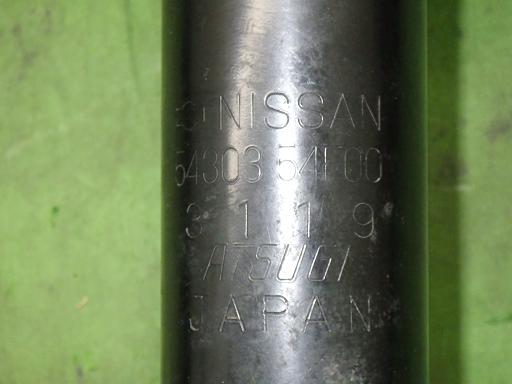 NISSAN
54303 54F00
3 1 1 9
ATSUGI
JAPAN